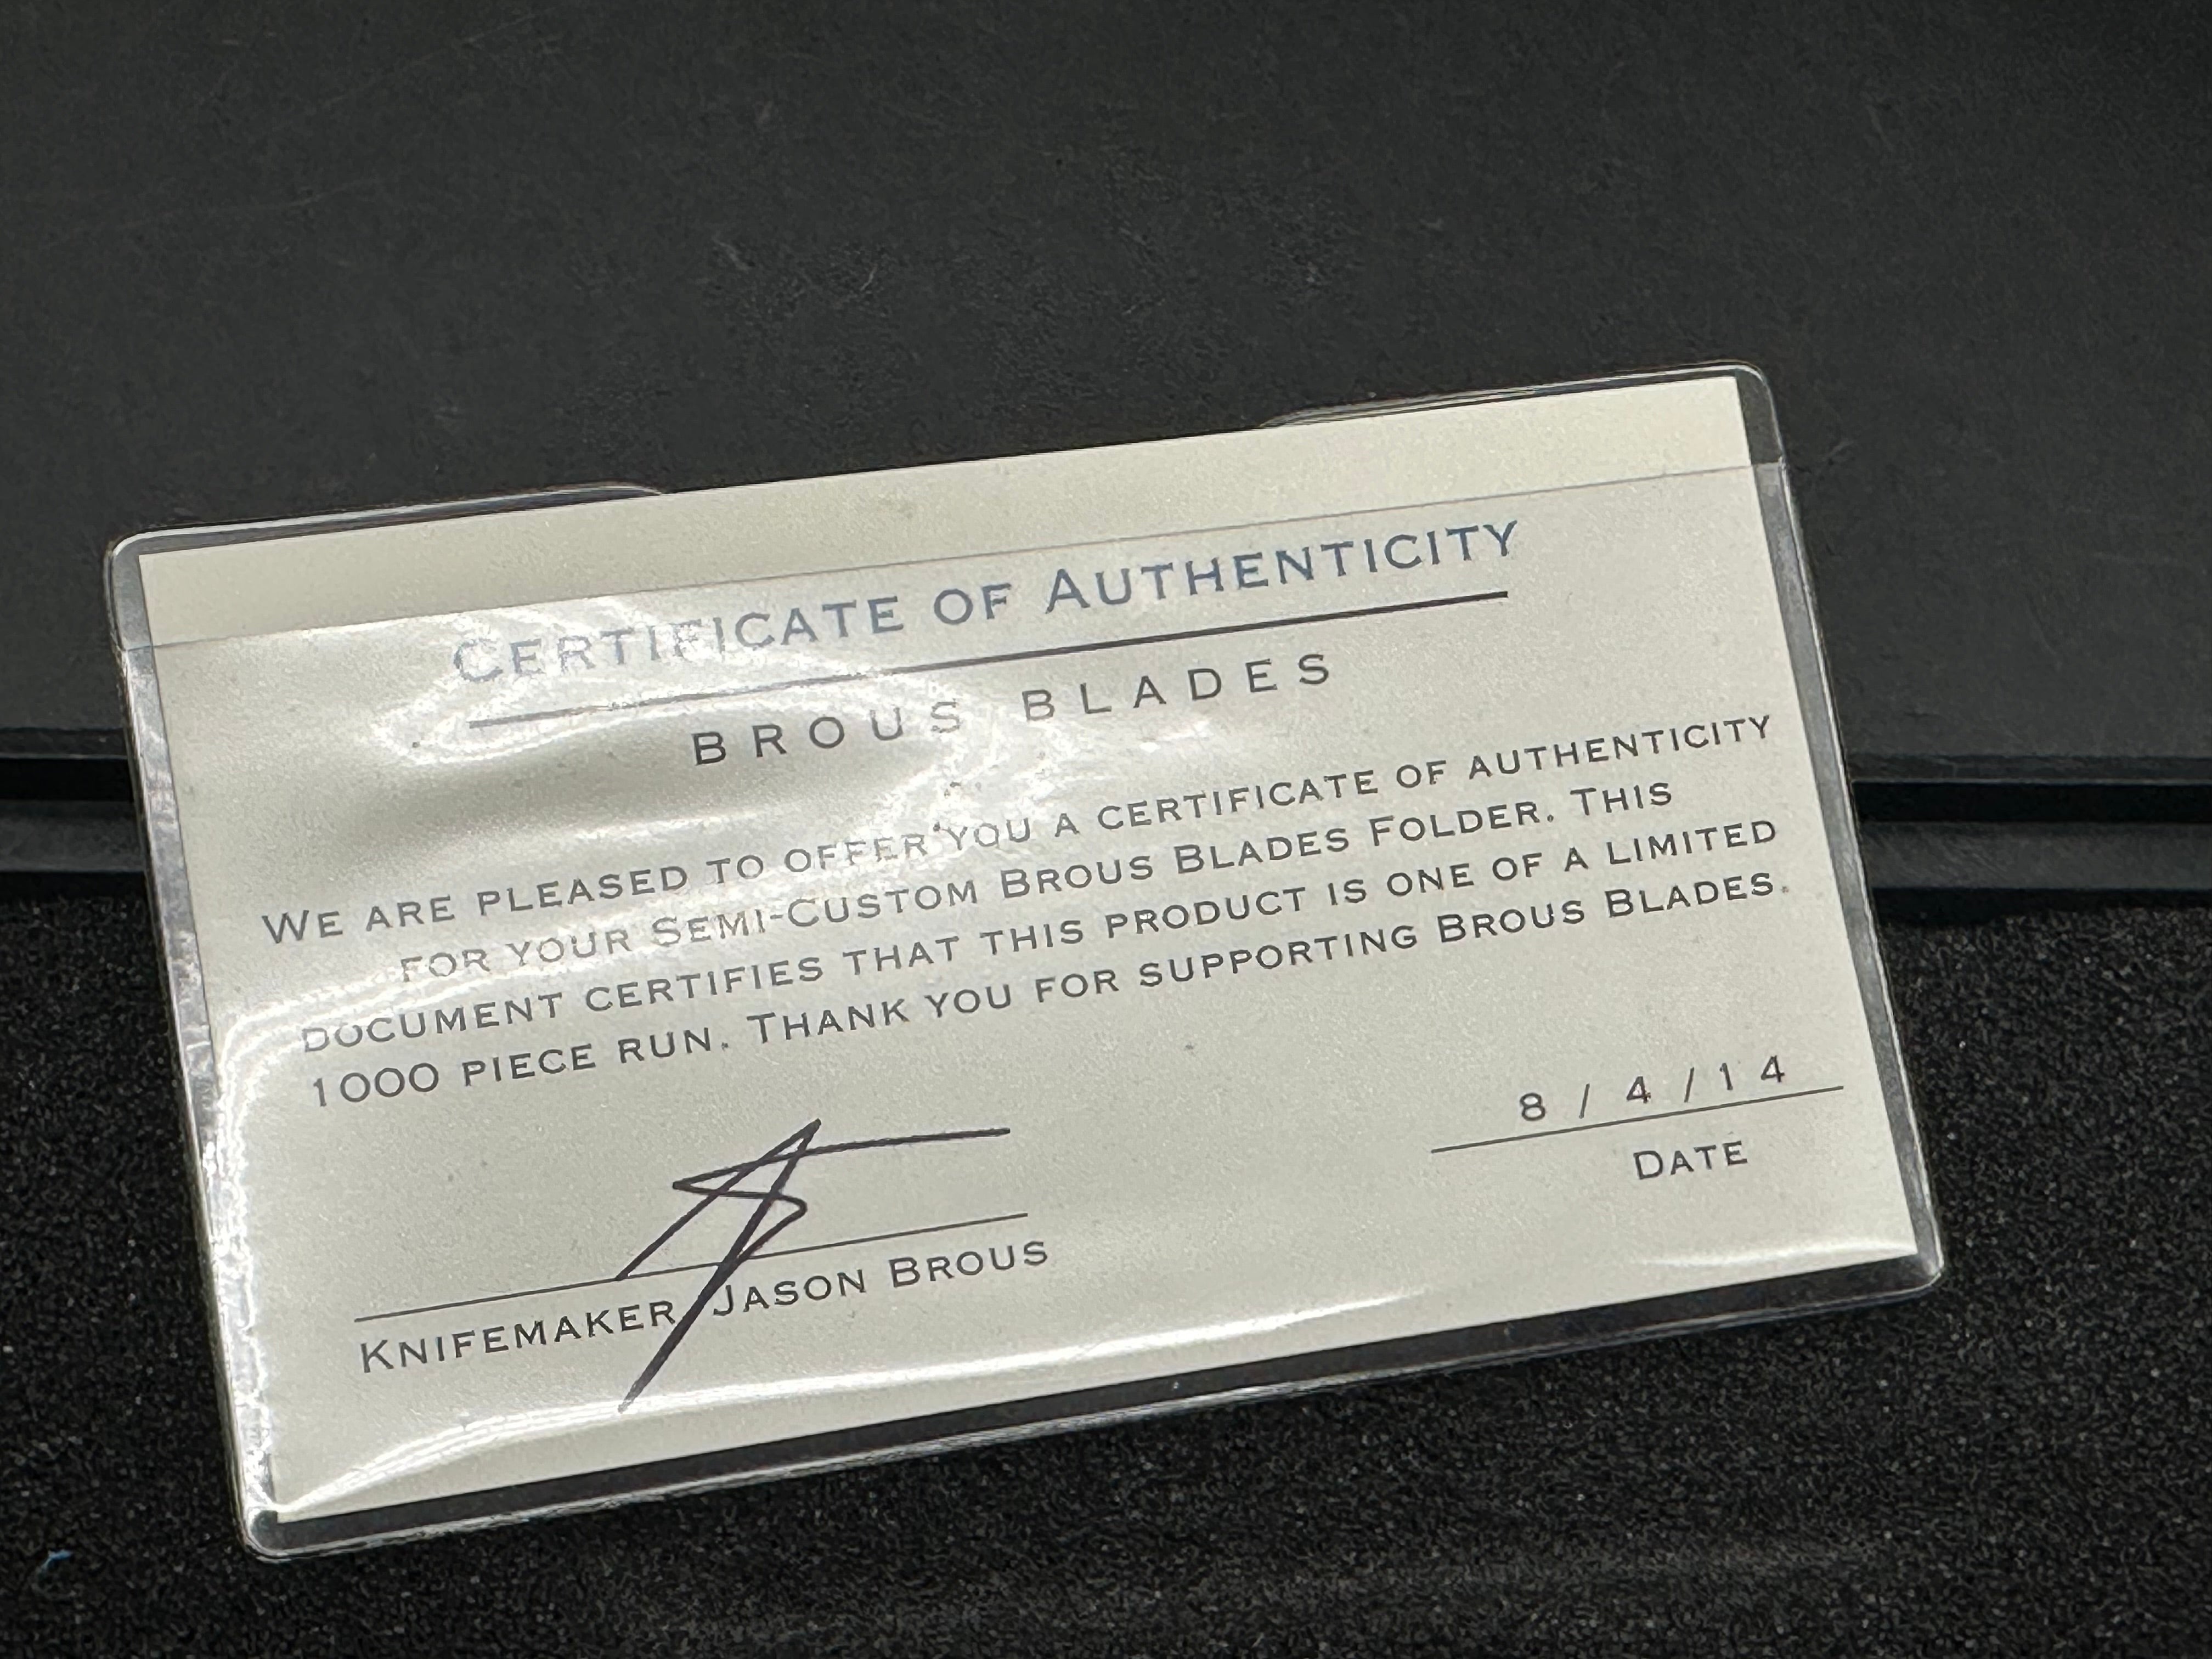 Certificate of Authenticity
BROUS BLADES
We are pleased to offer you a certificate of authenticity
for your Semi-Custom Brous Blades Folder. This
document certifies that this product is one of a limited
1000 piece run. Thank you for supporting Brous Blades.
8 / 4 / 14
Date
Knifemaker Jason Brous